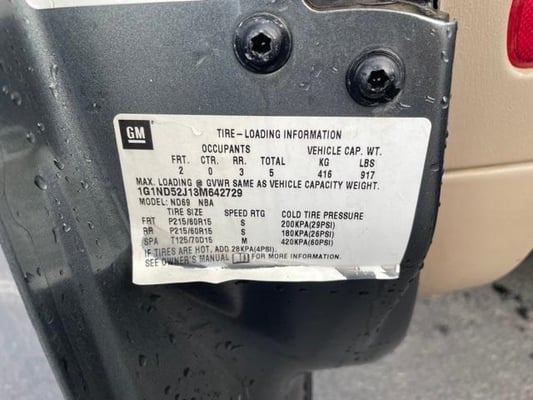 GM
TIRE-LOADING INFORMATION
OCCUPANTS VEHICLE CAP. WT.
FRT. CTR. RR. TOTAL KG LBS
2 0 3 5 416 917
MAX. LOADING @ GVWR SAME AS VEHICLE CAPACITY WEIGHT.
1G1ND52J13M642729
MODEL: ND69 NBA
TIRE SIZE SPEED RTG COLD TIRE PRESSURE
FRT P215/60R15 S 200KPA(29PSI)
RR P215/60R15 S 180KPA(26PSI)
SPA T125/70D15 M 420KPA(60PSI)
IF TIRES ARE HOT, ADD.28KPA(4PSI).
SEE OWNER'S MANUAL FOR MORE INFORMATION.